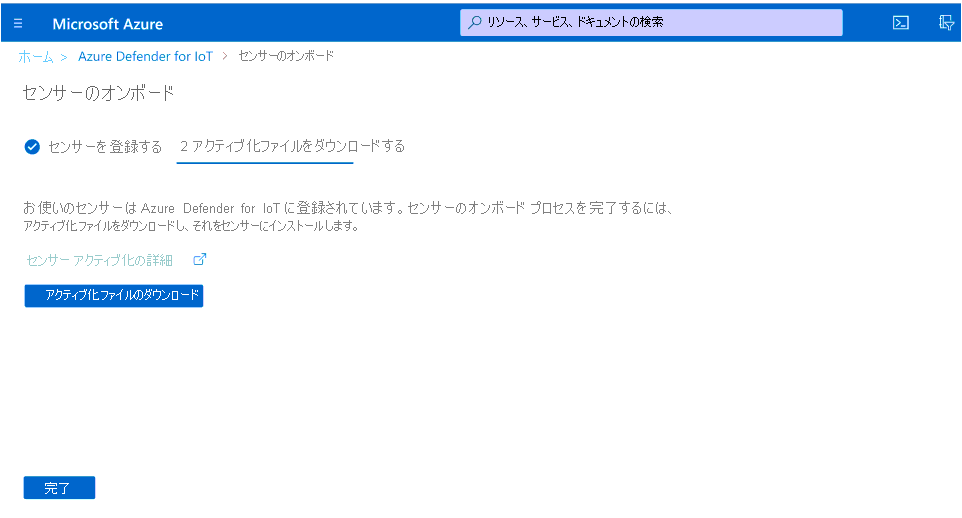 Microsoft Azure
リソース、サービス、ドキュメントの検索
ホーム > Azure Defender for IoT > センサーのオンボード
センサーのオンボード
センサーを登録する 2 アクティブ化ファイルをダウンロードする
お使いのセンサーは Azure Defender for IoT に登録されています。センサーのオンボード プロセスを完了するには、
アクティブ化ファイルをダウンロードし、それをセンサーにインストールします。
センサー アクティブ化の詳細
アクティブ化ファイルのダウンロード
完了